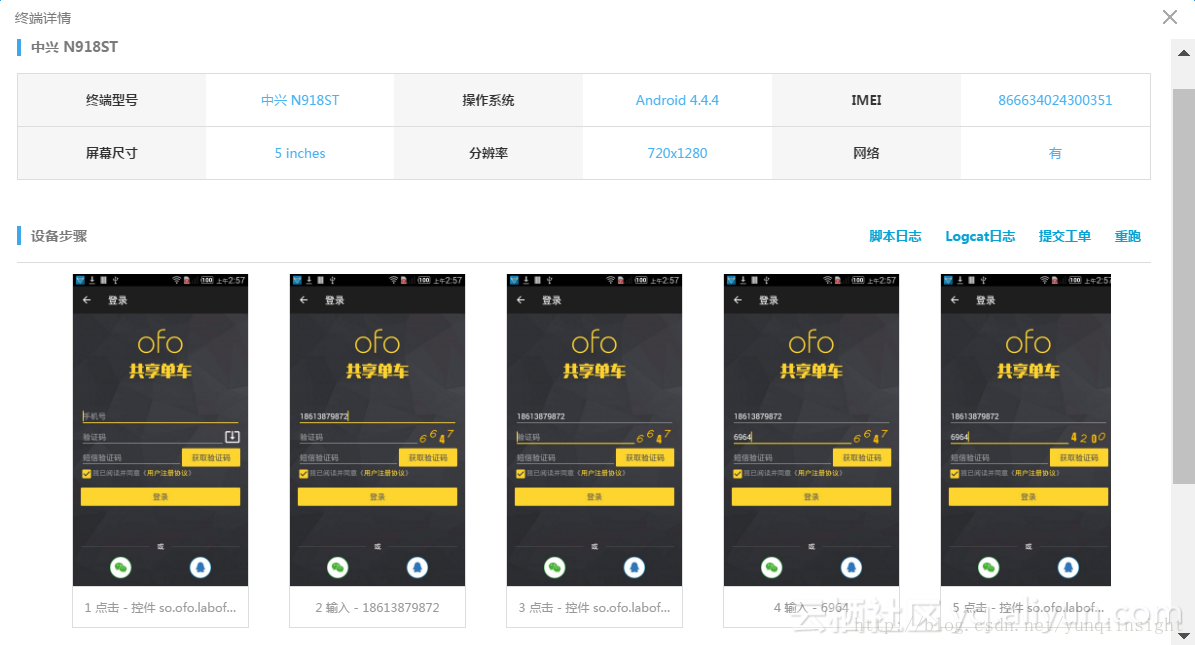 终端详情
中兴 N918ST
终端型号 中兴 N918ST 操作系统 Android 4.4.4 IMEI 866634024300351
屏幕尺寸 5 inches 分辨率 720x1280 网络 有
设备步骤 脚本日志 Logcat日志 提交工单 重跑
100 上午2:57
登录
ofo
共享单车
手机号
验证码
短信验证码 获取验证码
我已阅读并同意《用户注册协议》
登录
或
1 点击 - 控件 so.ofo.labof...
100 上午2:57
登录
ofo
共享单车
18613879872
验证码 6647
短信验证码 获取验证码
我已阅读并同意《用户注册协议》
登录
或
2 输入 - 18613879872
100 上午2:57
登录
ofo
共享单车
18613879872
验证码 6647
短信验证码 获取验证码
我已阅读并同意《用户注册协议》
登录
或
3 点击 - 控件 so.ofo.labof...
100 上午2:57
登录
ofo
共享单车
18613879872
6964 6647
短信验证码 获取验证码
我已阅读并同意《用户注册协议》
登录
或
4 输入 - 6964
100 上午2:57
登录
ofo
共享单车
18613879872
6964 4200
短信验证码 获取验证码
我已阅读并同意《用户注册协议》
登录
或
5 点击 - 控件 so.ofo.labof...
云栖社区 yq.aliyun.com
http://blog.csdn.net/yunqiinsight